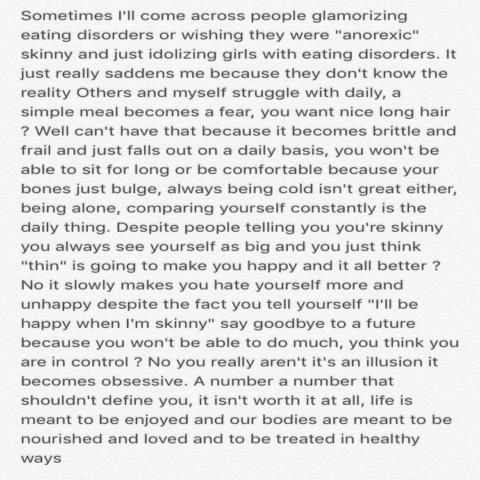 Sometimes I'll come across people glamorizing
eating disorders or wishing they were "anorexic"
skinny and just idolizing girls with eating disorders. It
just really saddens me because they don't know the
reality Others and myself struggle with daily, a
simple meal becomes a fear, you want nice long hair
? Well can't have that because it becomes brittle and
frail and just falls out on a daily basis, you won't be
able to sit for long or be comfortable because your
bones just bulge, always being cold isn't great either,
being alone, comparing yourself constantly is the
daily thing. Despite people telling you you're skinny
you always see yourself as big and you just think
"thin" is going to make you happy and it all better ?
No it slowly makes you hate yourself more and
unhappy despite the fact you tell yourself "I'll be
happy when I'm skinny" say goodbye to a future
because you won't be able to do much, you think you
are in control ? No you really aren't it's an illusion it
becomes obsessive. A number a number that
shouldn't define you, it isn't worth it at all, life is
meant to be enjoyed and our bodies are meant to be
nourished and loved and to be treated in healthy
ways